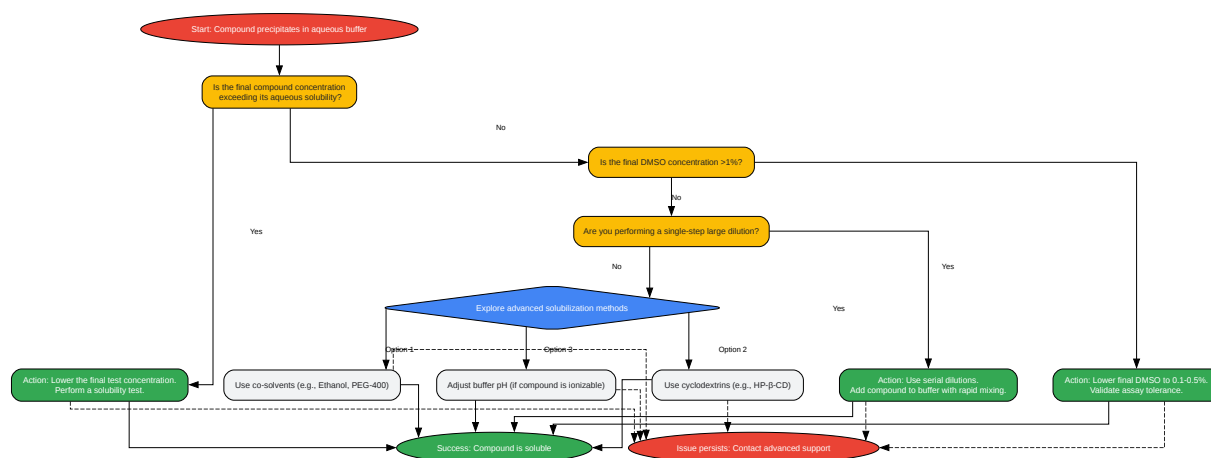 Start: Compound precipitates in aqueous buffer
Is the final compound concentration
exceeding its aqueous solubility?
No
Is the final DMSO concentration >1%?
No
Are you performing a single-step large dilution?
Yes
No
Yes
Explore advanced solubilization methods
Yes
Option 1
Option 3
Option 2
Action: Lower the final test concentration.
Perform a solubility test.
Use co-solvents (e.g., Ethanol, PEG-400)
Adjust buffer pH (if compound is ionizable)
Use cyclodextrins (e.g., HP-β-CD)
Action: Use serial dilutions.
Add compound to buffer with rapid mixing.
Action: Lower final DMSO to 0.1-0.5%.
Validate assay tolerance.
Success: Compound is soluble
Issue persists: Contact advanced support